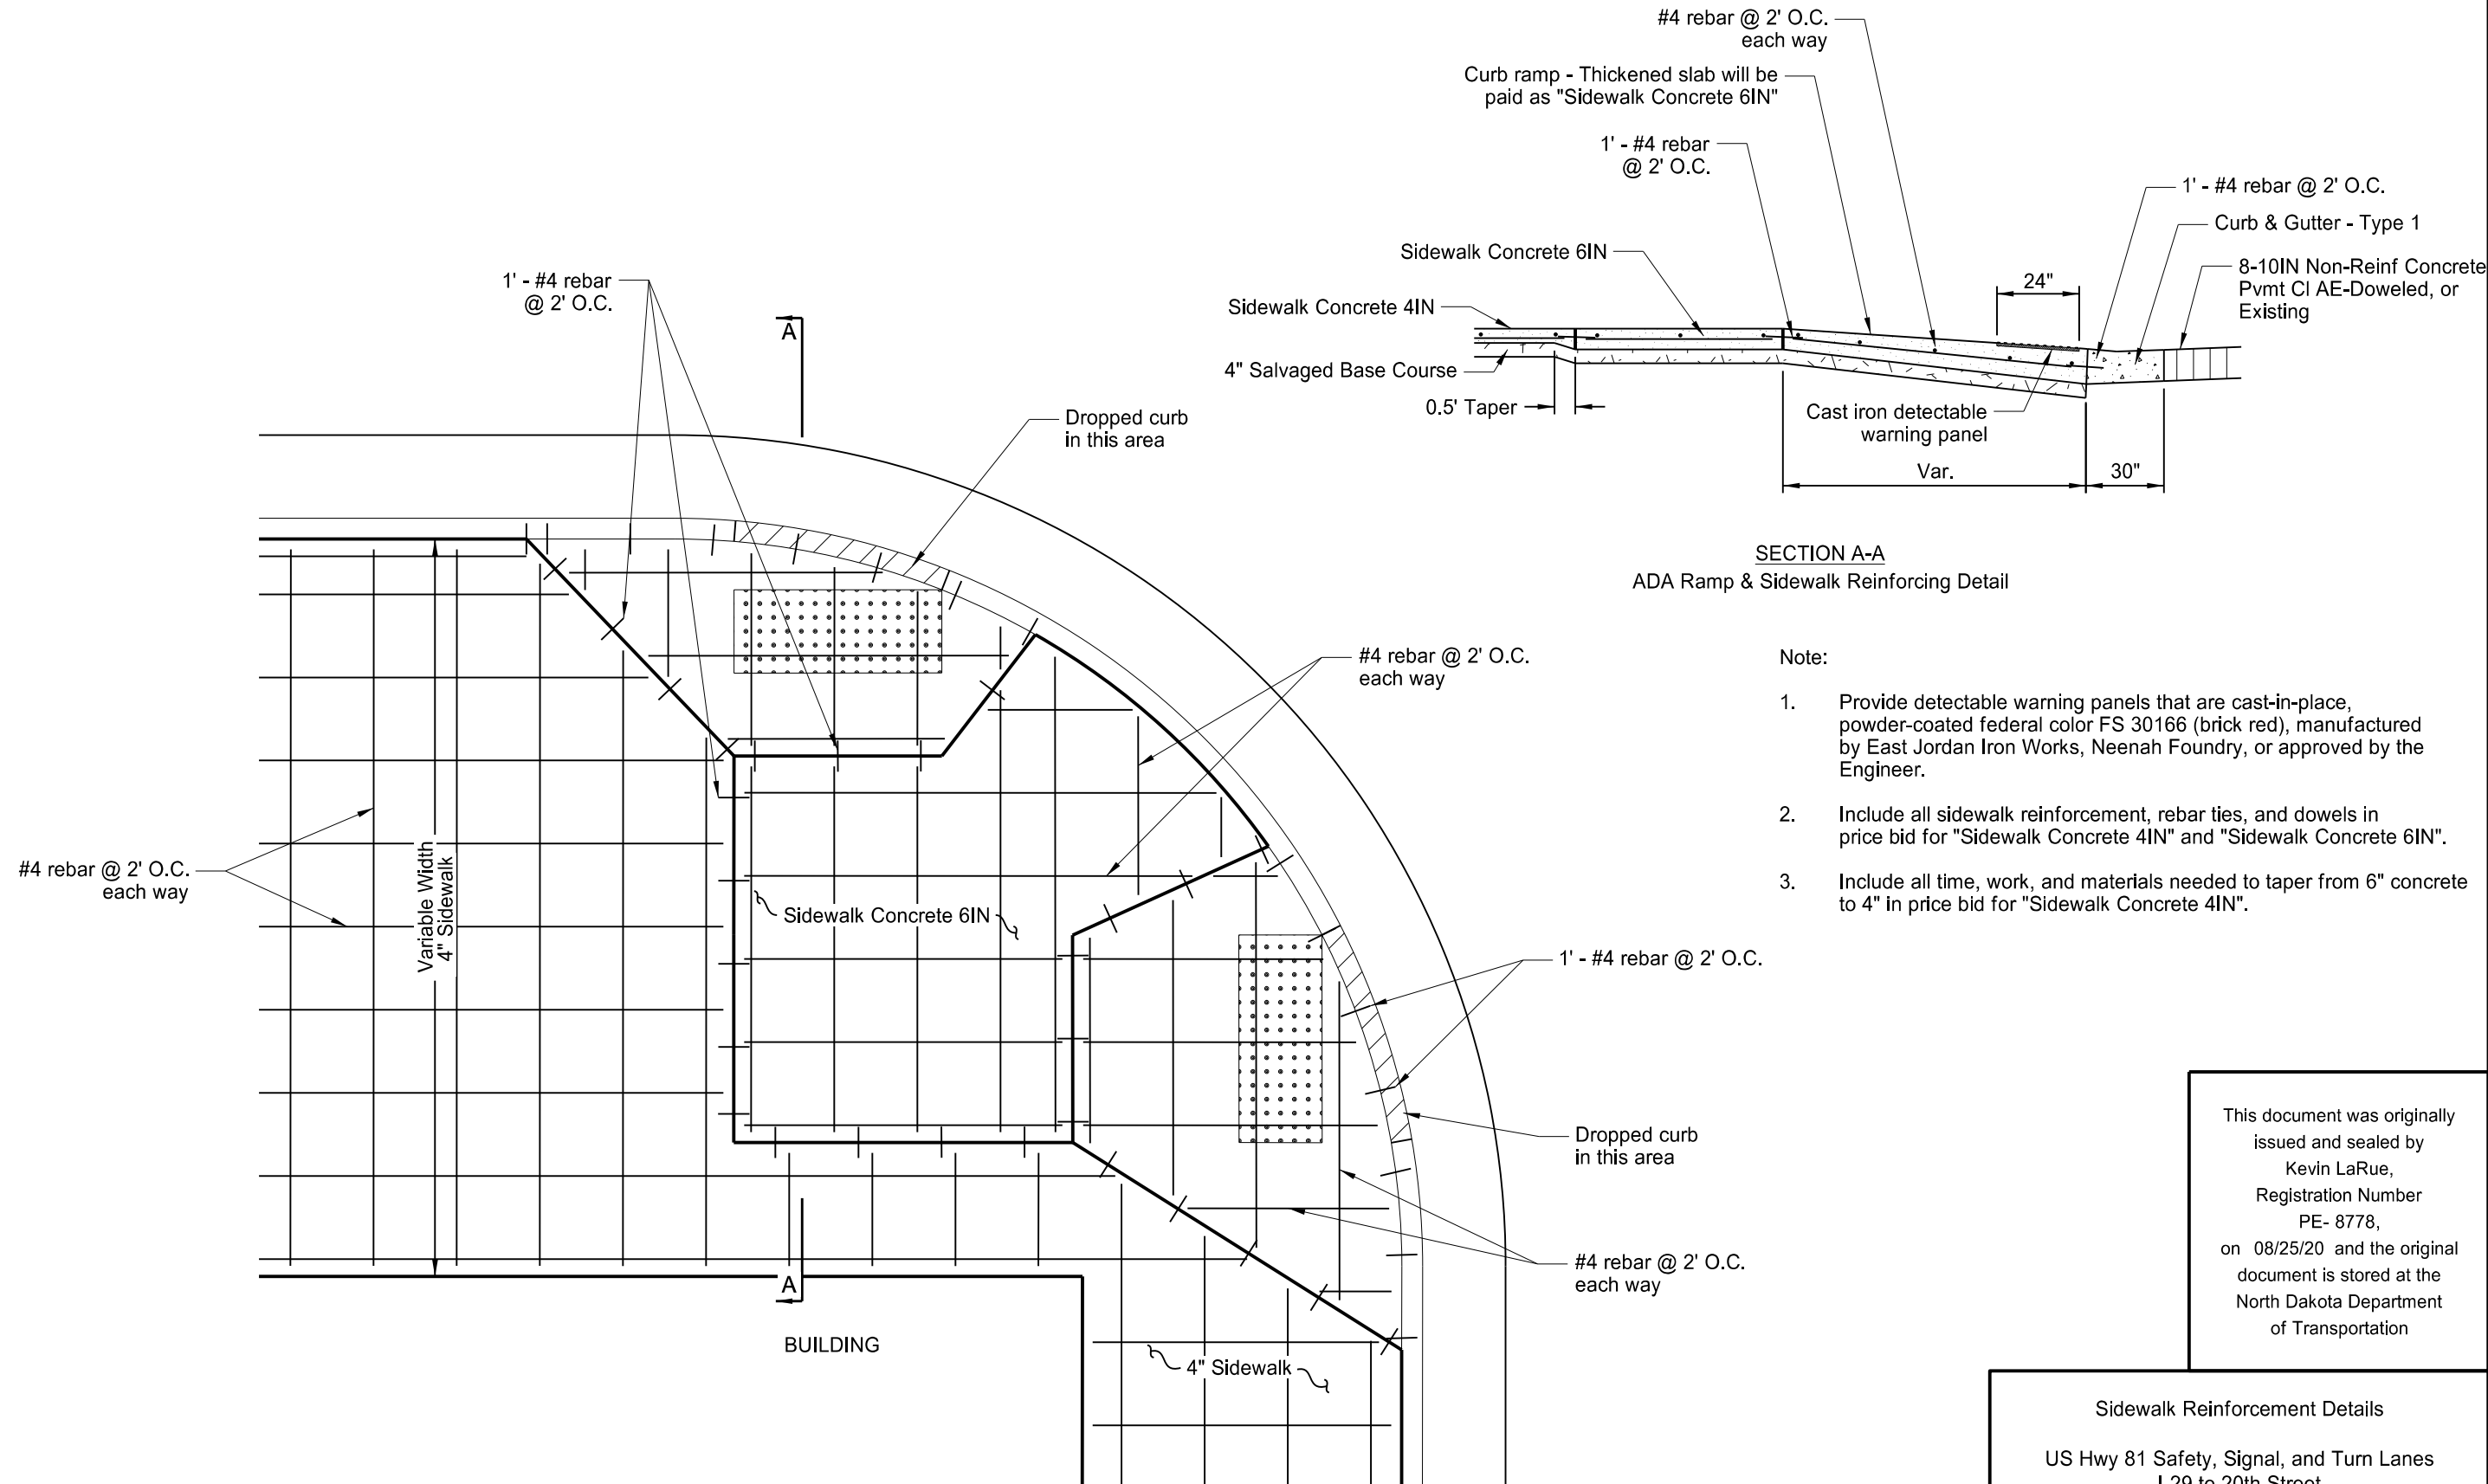 #4 rebar @ 2' O.C.
each way
Curb ramp - Thickened slab will be
paid as "Sidewalk Concrete 6IN"
1' - #4 rebar
@ 2' O.C.
1' - #4 rebar @ 2' O.C.
Curb & Gutter - Type 1
8-10IN Non-Reinf Concrete
Pvmt Cl AE-Doweled, or
Existing
24"
Sidewalk Concrete 6IN
Sidewalk Concrete 4IN
4" Salvaged Base Course
0.5' Taper
Cast iron detectable
warning panel
Var.
30"
SECTION A-A
ADA Ramp & Sidewalk Reinforcing Detail
1' - #4 rebar
@ 2' O.C.
A
Dropped curb
in this area
#4 rebar @ 2' O.C.
each way
#4 rebar @ 2' O.C.
each way
Variable Width
4" Sidewalk
Sidewalk Concrete 6IN
1' - #4 rebar @ 2' O.C.
Dropped curb
in this area
#4 rebar @ 2' O.C.
each way
A
BUILDING
4" Sidewalk
Note:
1. Provide detectable warning panels that are cast-in-place,
powder-coated federal color FS 30166 (brick red), manufactured
by East Jordan Iron Works, Neenah Foundry, or approved by the
Engineer.
2. Include all sidewalk reinforcement, rebar ties, and dowels in
price bid for "Sidewalk Concrete 4IN" and "Sidewalk Concrete 6IN".
3. Include all time, work, and materials needed to taper from 6" concrete
to 4" in price bid for "Sidewalk Concrete 4IN".
This document was originally
issued and sealed by
Kevin LaRue,
Registration Number
PE- 8778,
on 08/25/20 and the original
document is stored at the
North Dakota Department
of Transportation
Sidewalk Reinforcement Details
US Hwy 81 Safety, Signal, and Turn Lanes
I-29 to 20th Street